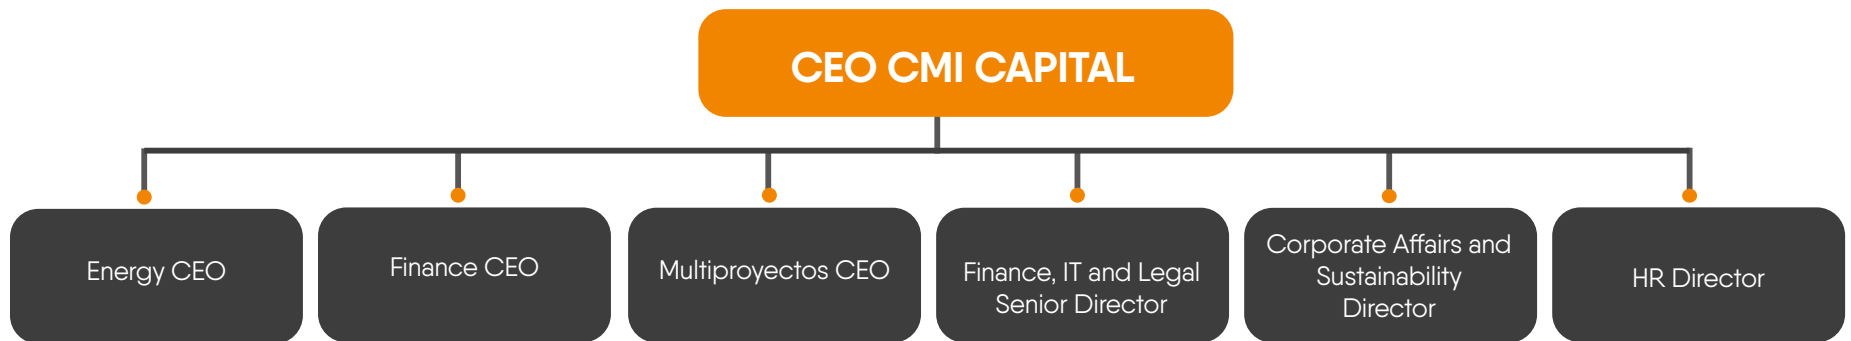 CEO CMI CAPITAL
Energy CEO
Finance CEO
Multiproyectos CEO
Finance, IT and Legal
Senior Director
Corporate Affairs and
Sustainability
Director
HR Director